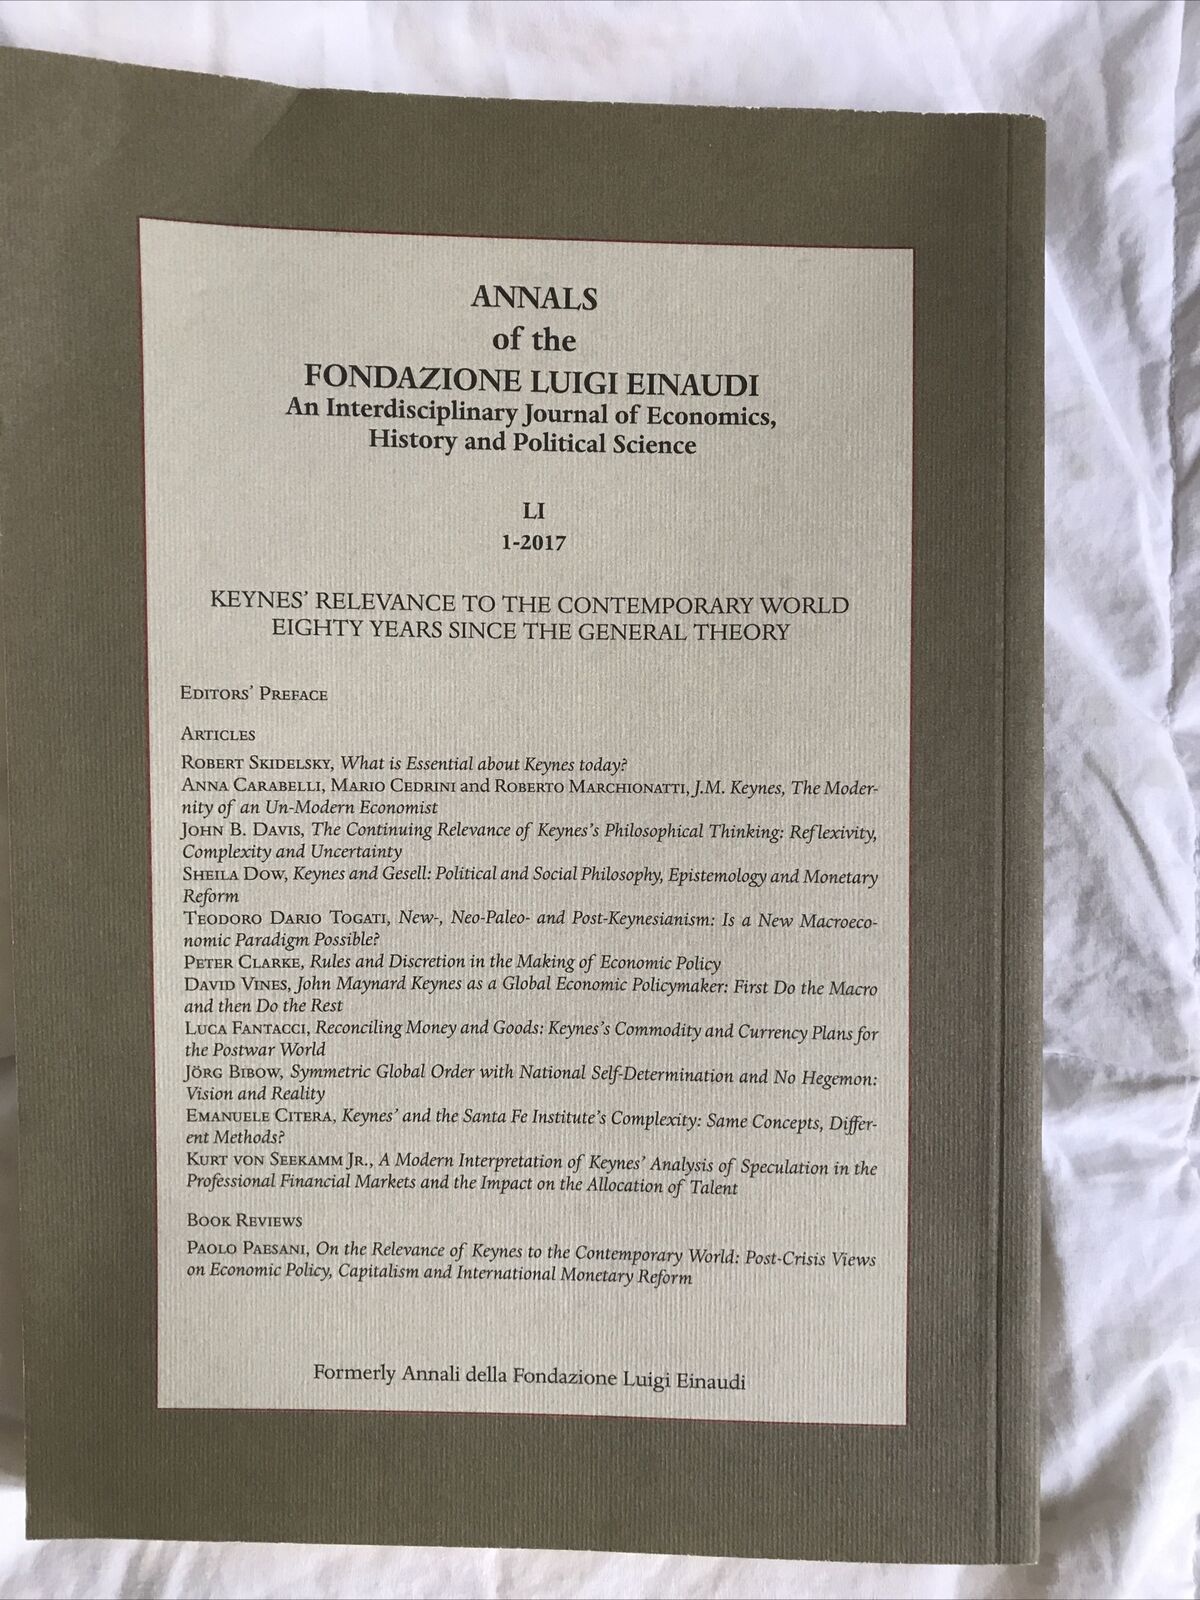 ANNALS
of the
FONDAZIONE LUIGI EINAUDI
An Interdisciplinary Journal of Economics,
History and Political Science
LI
1-2017
KEYNES’ RELEVANCE TO THE CONTEMPORARY WORLD
EIGHTY YEARS SINCE THE GENERAL THEORY
EDITORS’ PREFACE
ARTICLES
ROBERT SKIDELSKY, What is Essential about Keynes today?
ANNA CARABELLI, MARIO CEDRINI and ROBERTO MARCHIONATTI, J.M. Keynes, The Moder-
nity of an Un-Modern Economist
JOHN B. DAVIS, The Continuing Relevance of Keynes’s Philosophical Thinking: Reflexivity,
Complexity and Uncertainty
SHEILA DOW, Keynes and Gesell: Political and Social Philosophy, Epistemology and Monetary
Reform
TEODORO DARIO TOGATI, New-, Neo-Paleo- and Post-Keynesianism: Is a New Macroeco-
nomic Paradigm Possible?
PETER CLARKE, Rules and Discretion in the Making of Economic Policy
DAVID VINES, John Maynard Keynes as a Global Economic Policymaker: First Do the Macro
and then Do the Rest
LUCA FANTACCI, Reconciling Money and Goods: Keynes’s Commodity and Currency Plans for
the Postwar World
JÖRG BIBOW, Symmetric Global Order with National Self-Determination and No Hegemon:
Vision and Reality
EMANUELE CITERA, Keynes’ and the Santa Fe Institute’s Complexity: Same Concepts, Differ-
ent Methods?
KURT VON SEEKAMM JR., A Modern Interpretation of Keynes’ Analysis of Speculation in the
Professional Financial Markets and the Impact on the Allocation of Talent
BOOK REVIEWS
PAOLO PAESANI, On the Relevance of Keynes to the Contemporary World: Post-Crisis Views
on Economic Policy, Capitalism and International Monetary Reform
Formerly Annali della Fondazione Luigi Einaudi